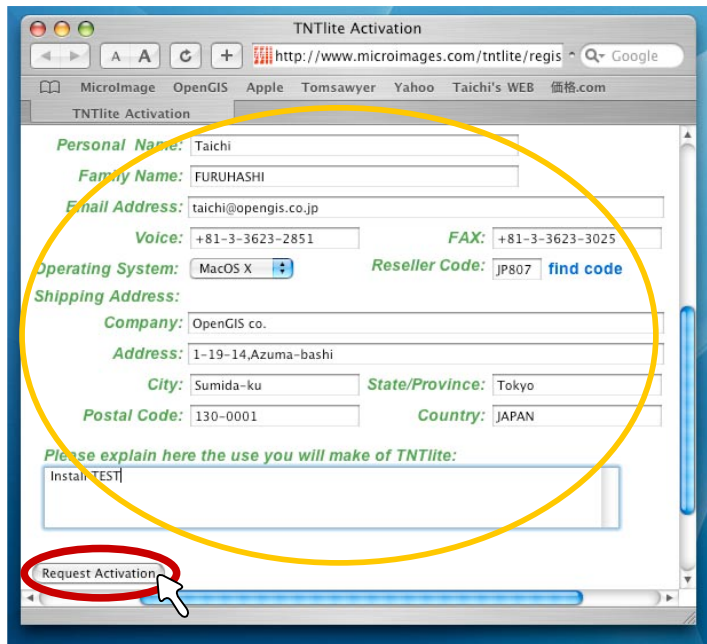 TNTlite Activation
A A http://www.microimages.com/tntlite/regis Google
MicroImage OpenGIS Apple Tomsawyer Yahoo Taichi's WEB 価格.com
TNTlite Activation
Personal Name: Taichi
Family Name: FURUHASHI
Email Address: taichi@opengis.co.jp
Voice: +81-3-3623-2851 FAX: +81-3-3623-3025
Operating System: MacOS X Reseller Code: JP807 find code
Shipping Address:
Company: OpenGIS co.
Address: 1-19-14,Azuma-bashi
City: Sumida-ku State/Province: Tokyo
Postal Code: 130-0001 Country: JAPAN
Please explain here the use you will make of TNTlite:
Install TEST
Request Activation